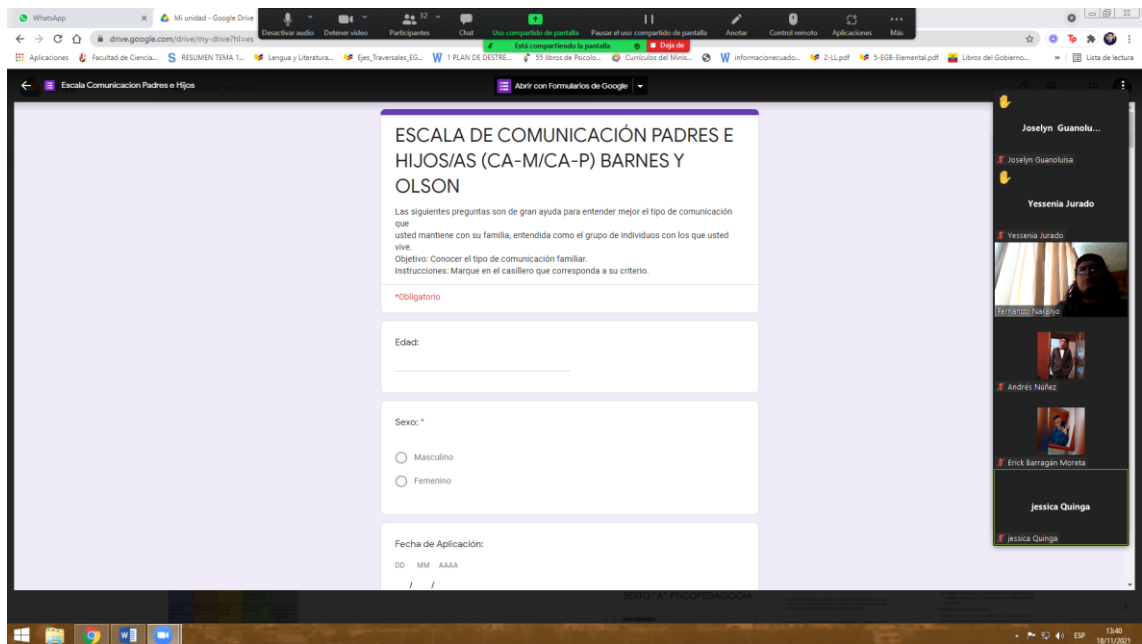 WhatsApp
Mi unidad - Google Drive
Desactivar audio
Detener video
Participantes
32
Chat
Uso compartido de pantalla
Pausar el uso compartido de pantalla
Anotar
Control remoto
Aplicaciones
Más
drive.google.com/drive/my-drive?hl=es
Está compartiendo la pantalla
Deja de
Aplicaciones
Facultad de Ciencia...
RESUMEN TEMA 1...
Lengua y Literatura...
Ejes_Traversales_EG...
1 PLAN DE DESTRE...
55 libros de Psicolo...
Currículos del Minis...
informacionecuado...
2-LL.pdf
5-EGB-Elemental.pdf
Libros del Gobierno...
»
Lista de lectura
Escala Comunicacion Padres e Hijos
Abrir con Formularios de Google
ESCALA DE COMUNICACIÓN PADRES E
HIJOS/AS (CA-M/CA-P) BARNES Y
OLSON
Las siguientes preguntas son de gran ayuda para entender mejor el tipo de comunicación
que
usted mantiene con su familia, entendida como el grupo de individuos con los que usted
vive.
Objetivo: Conocer el tipo de comunicación familiar.
Instrucciones: Marque en el casillero que corresponda a su criterio.
*Obligatorio
Edad:
Sexo: *
Masculino
Femenino
Fecha de Aplicación:
DD MM AAAA
/ /
Joselyn Guanolu...
Joselyn Guanoluisa
Yessenia Jurado
Yessenia Jurado
Fernando Naranjo
Andrés Núñez
Erick Barragán Moreta
jessica Quinga
jessica Quinga
SEXTO "A" PSICOPEDAGOGÍA
ESP
13:40
18/11/2021